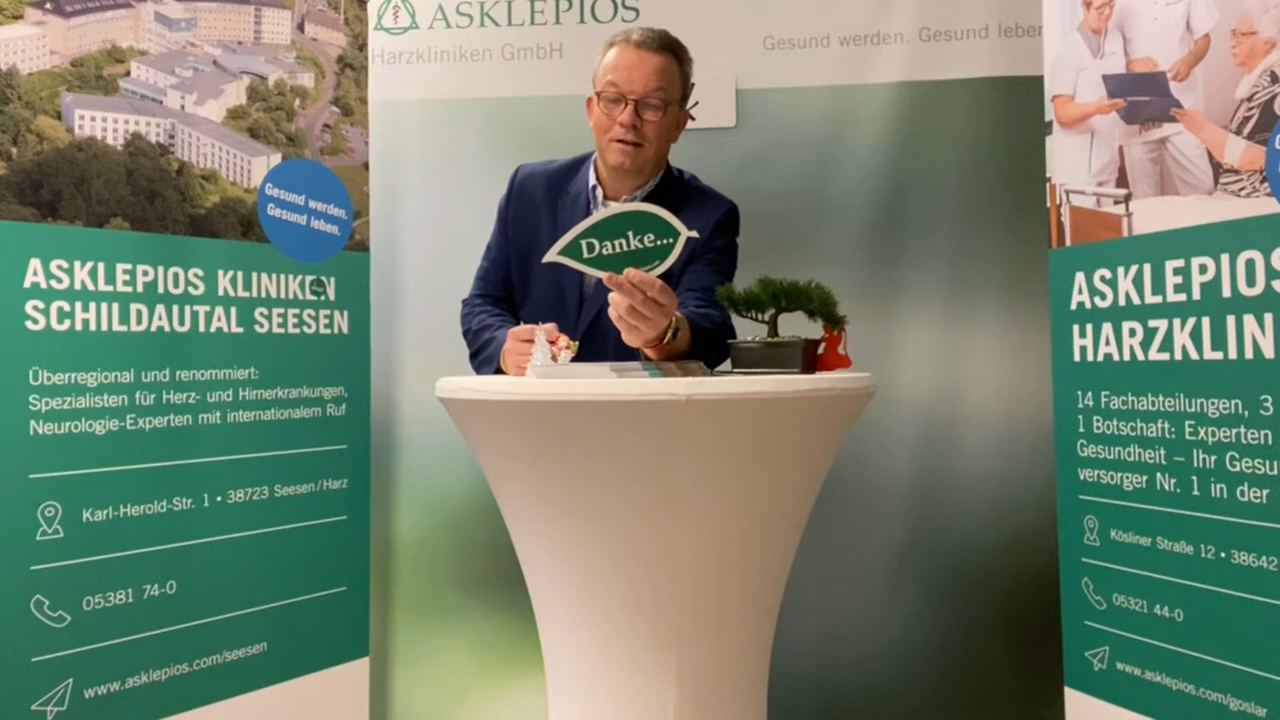 ASKLEPIOS
Harzkliniken GmbH
Gesund werden. Gesund leben
Gesund werden.
Gesund leben.
ASKLEPIOS KLINIKEN
SCHILDAUTAL SEESEN
Überregional und renommiert:
Spezialisten für Herz- und Hirnerkrankungen,
Neurologie-Experten mit internationalem Ruf
Karl-Herold-Str. 1 • 38723 Seesen/Harz
05381 74-0
www.asklepios.com/seesen
Danke...
ASKLEPIOS
HARZKLIN
14 Fachabteilungen, 3
1 Botschaft: Experten
Gesundheit – Ihr Gesu
versorger Nr. 1 in der
Kösliner Straße 12 • 38642
05321 44-0
www.asklepios.com/goslar